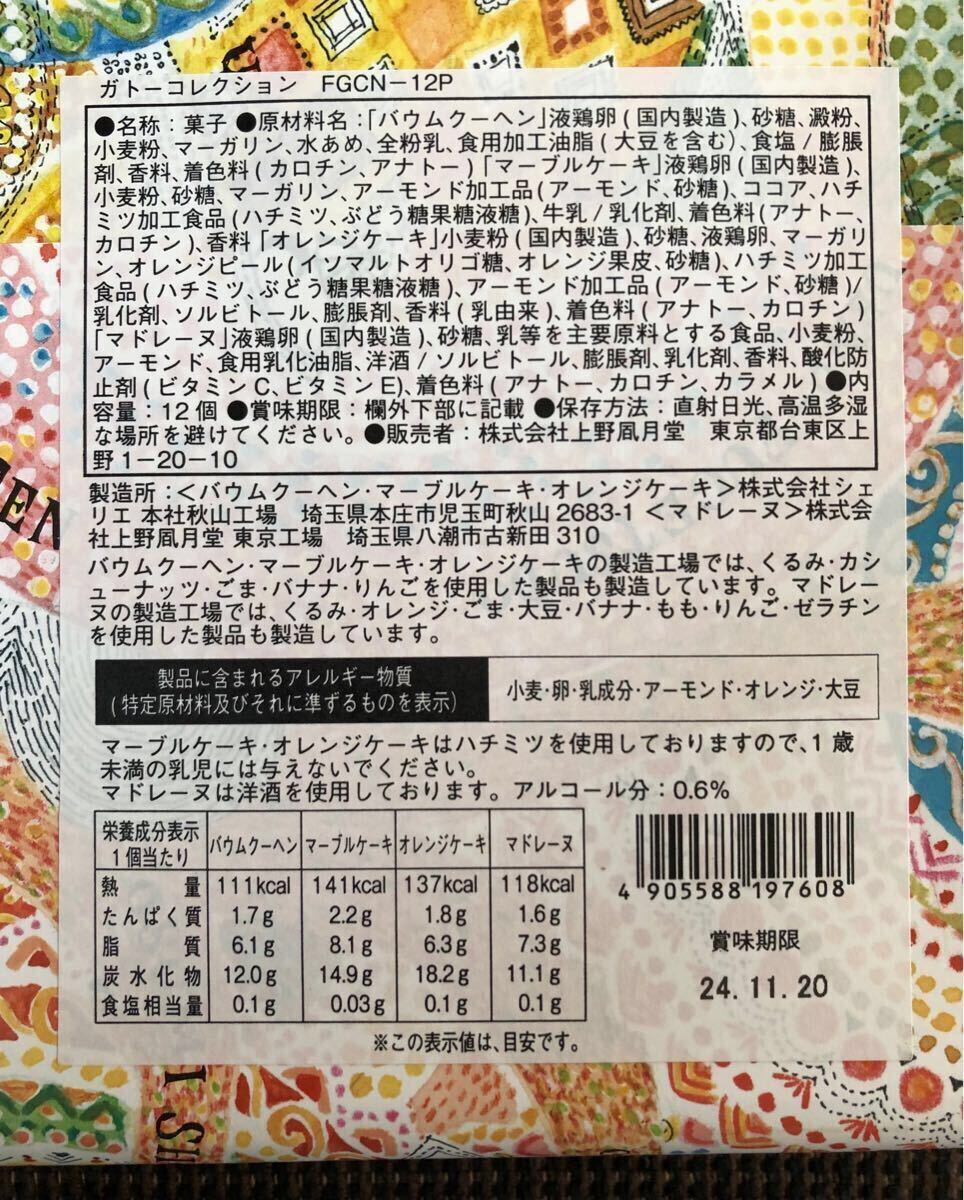 ガトーコレクション FGCN-12P
●名称：菓子 ●原材料名：「バウムクーヘン」液鶏卵(国内製造)、砂糖、澱粉、
小麦粉、マーガリン、水あめ、全粉乳、食用加工油脂(大豆を含む)、食塩/膨脹
剤、香料、着色料(カロチン、アナトー)「マーブルケーキ」液鶏卵(国内製造)、
小麦粉、砂糖、マーガリン、アーモンド加工品(アーモンド、砂糖)、ココア、ハチ
ミツ加工食品(ハチミツ、ぶどう糖果糖液糖)、牛乳/乳化剤、着色料(アナトー、
カロチン)、香料「オレンジケーキ」小麦粉(国内製造)、砂糖、液鶏卵、マーガリ
ン、オレンジピール(イソマルトオリゴ糖、オレンジ果皮、砂糖)、ハチミツ加工
食品(ハチミツ、ぶどう糖果糖液糖)、アーモンド加工品(アーモンド、砂糖)/
乳化剤、ソルビトール、膨脹剤、香料(乳由来)、着色料(アナトー、カロチン)
「マドレーヌ」液鶏卵(国内製造)、砂糖、乳等を主要原料とする食品、小麦粉、
アーモンド、食用乳化油脂、洋酒/ソルビトール、膨脹剤、乳化剤、香料、酸化防
止剤(ビタミンC、ビタミンE)、着色料(アナトー、カロチン、カラメル) ●内
容量：12個 ●賞味期限：欄外下部に記載 ●保存方法：直射日光、高温多湿
な場所を避けてください。●販売者：株式会社上野凮月堂 東京都台東区上
野1-20-10
製造所：＜バウムクーヘン・マーブルケーキ・オレンジケーキ＞株式会社シェ
リエ 本社秋山工場 埼玉県本庄市児玉町秋山2683-1 ＜マドレーヌ＞株式会
社上野凮月堂 東京工場 埼玉県八潮市古新田310
バウムクーヘン・マーブルケーキ・オレンジケーキの製造工場では、くるみ・カシ
ューナッツ・ごま・バナナ・りんごを使用した製品も製造しています。マドレー
ヌの製造工場では、くるみ・オレンジ・ごま・大豆・バナナ・もも・りんご・ゼラチン
を使用した製品も製造しています。
製品に含まれるアレルギー物質
(特定原材料及びそれに準ずるものを表示)
小麦・卵・乳成分・アーモンド・オレンジ・大豆
マーブルケーキ・オレンジケーキはハチミツを使用しておりますので、1歳
未満の乳児には与えないでください。
マドレーヌは洋酒を使用しております。アルコール分：0.6%
栄養成分表示
1個当たり バウムクーヘン マーブルケーキ オレンジケーキ マドレーヌ
熱量 111kcal 141kcal 137kcal 118kcal
たんぱく質 1.7g 2.2g 1.8g 1.6g
脂質 6.1g 8.1g 6.3g 7.3g
炭水化物 12.0g 14.9g 18.2g 11.1g
食塩相当量 0.1g 0.03g 0.1g 0.1g
※この表示値は、目安です。
4 905588 197608
賞味期限
24.11.20